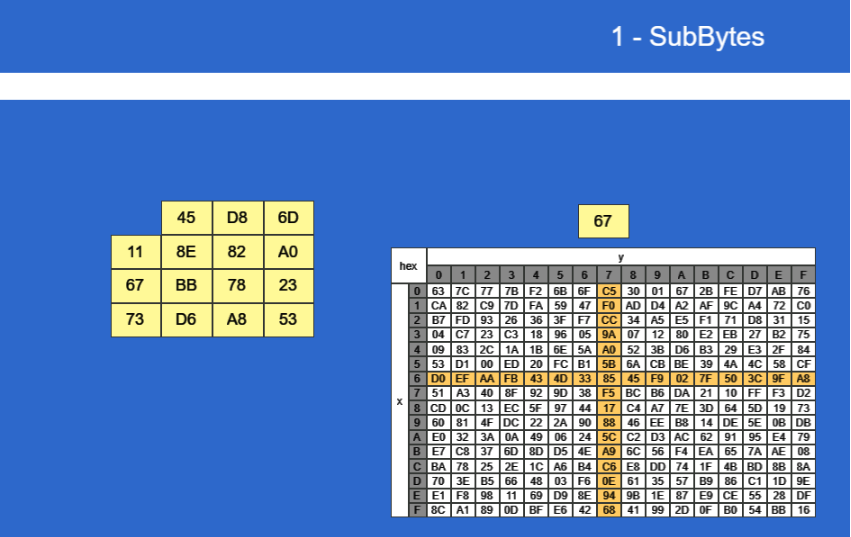 1 - SubBytes
45 D8 6D
11 8E 82 A0
67 BB 78 23
73 D6 A8 53
67
hex y
0 1 2 3 4 5 6 7 8 9 A B C D E F
x
0 63 7C 77 7B F2 6B 6F C5 30 01 67 2B FE D7 AB 76
1 CA 82 C9 7D FA 59 47 F0 AD D4 A2 AF 9C A4 72 C0
2 B7 FD 93 26 36 3F F7 CC 34 A5 E5 F1 71 D8 31 15
3 04 C7 23 C3 18 96 05 9A 07 12 80 E2 EB 27 B2 75
4 09 83 2C 1A 1B 6E 5A A0 52 3B D6 B3 29 E3 2F 84
5 53 D1 00 ED 20 FC B1 5B 6A CB BE 39 4A 4C 58 CF
6 D0 EF AA FB 43 4D 33 85 45 F9 02 7F 50 3C 9F A8
7 51 A3 40 8F 92 9D 38 F5 BC B6 DA 21 10 FF F3 D2
8 CD 0C 13 EC 5F 97 44 17 C4 A7 7E 3D 64 5D 19 73
9 60 81 4F DC 22 2A 90 88 46 EE B8 14 DE 5E 0B DB
A E0 32 3A 0A 49 06 24 5C C2 D3 AC 62 91 95 E4 79
B E7 C8 37 6D 8D D5 4E A9 6C 56 F4 EA 65 7A AE 08
C BA 78 25 2E 1C A6 B4 C6 E8 DD 74 1F 4B BD 8B 8A
D 70 3E B5 66 48 03 F6 0E 61 35 57 B9 86 C1 1D 9E
E E1 F8 98 11 69 D9 8E 94 9B 1E 87 E9 CE 55 28 DF
F 8C A1 89 0D BF E6 42 68 41 99 2D 0F B0 54 BB 16